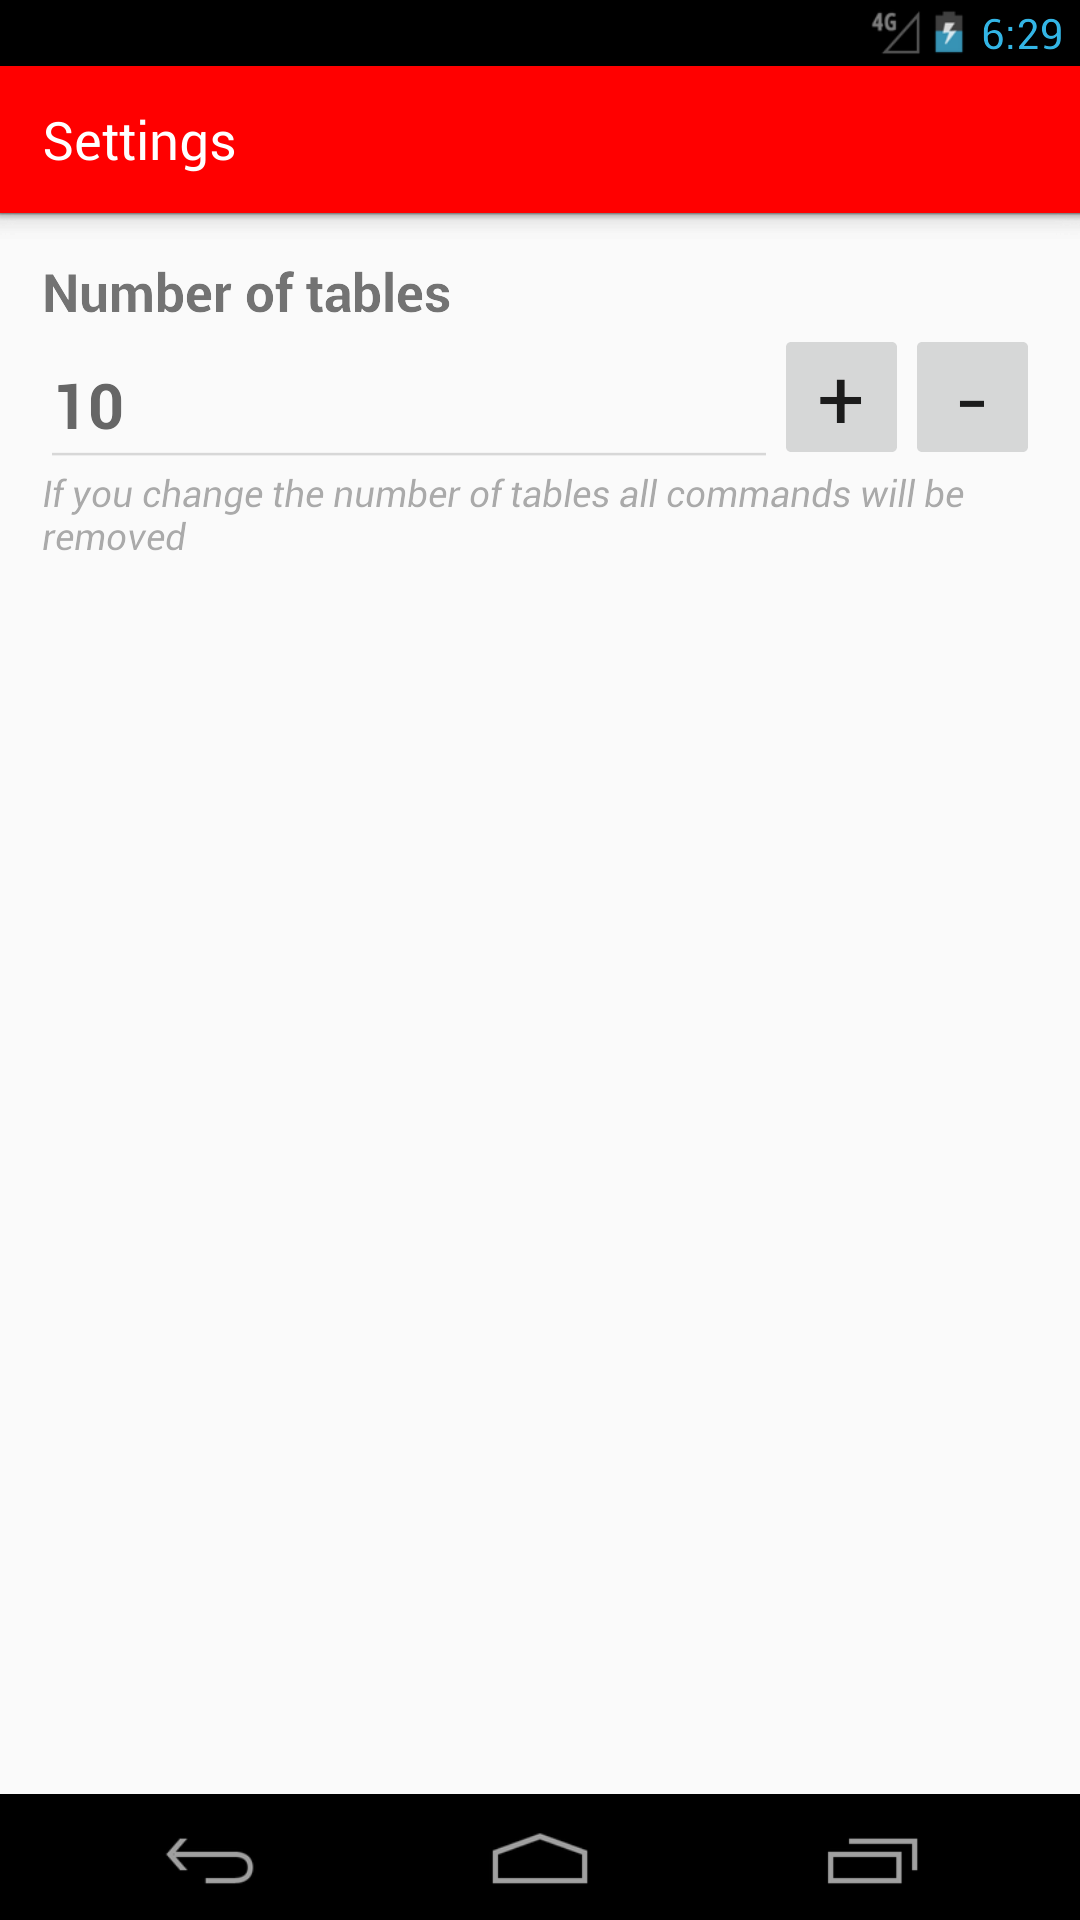 4G 6:29
Settings
Number of tables
10 + -
If you change the number of tables all commands will be
removed